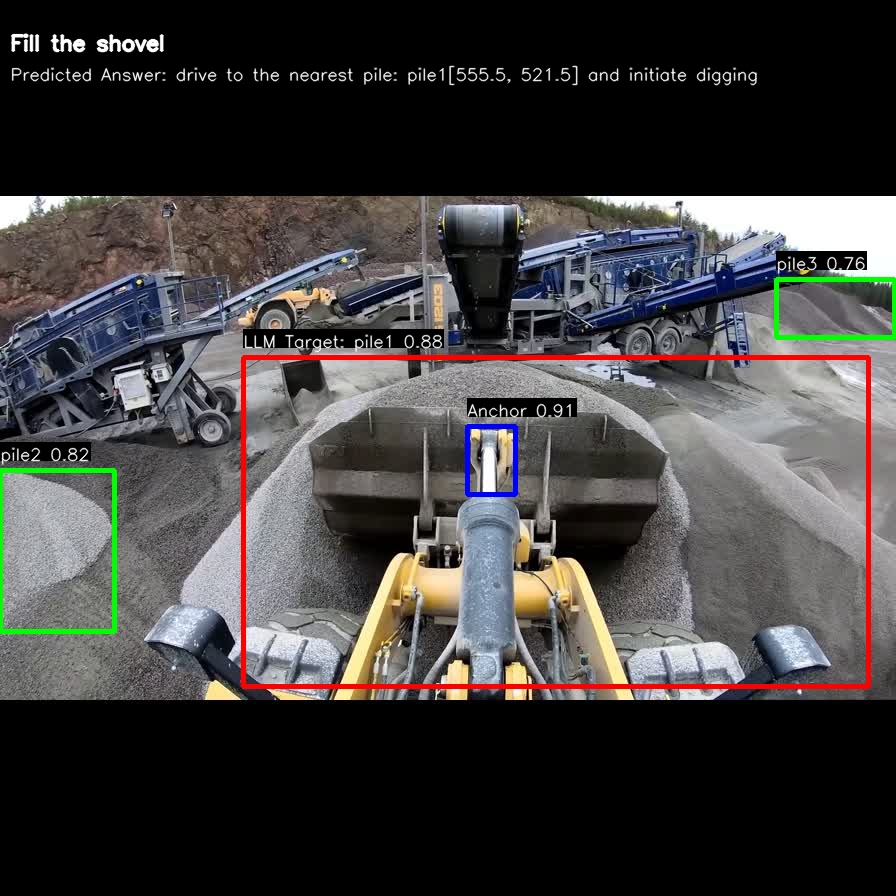 Fill the shovel
Predicted Answer: drive to the nearest pile: pile1[555.5, 521.5] and initiate digging
pile3 0.76
LLM Target: pile1 0.88
Anchor 0.91
pile2 0.82